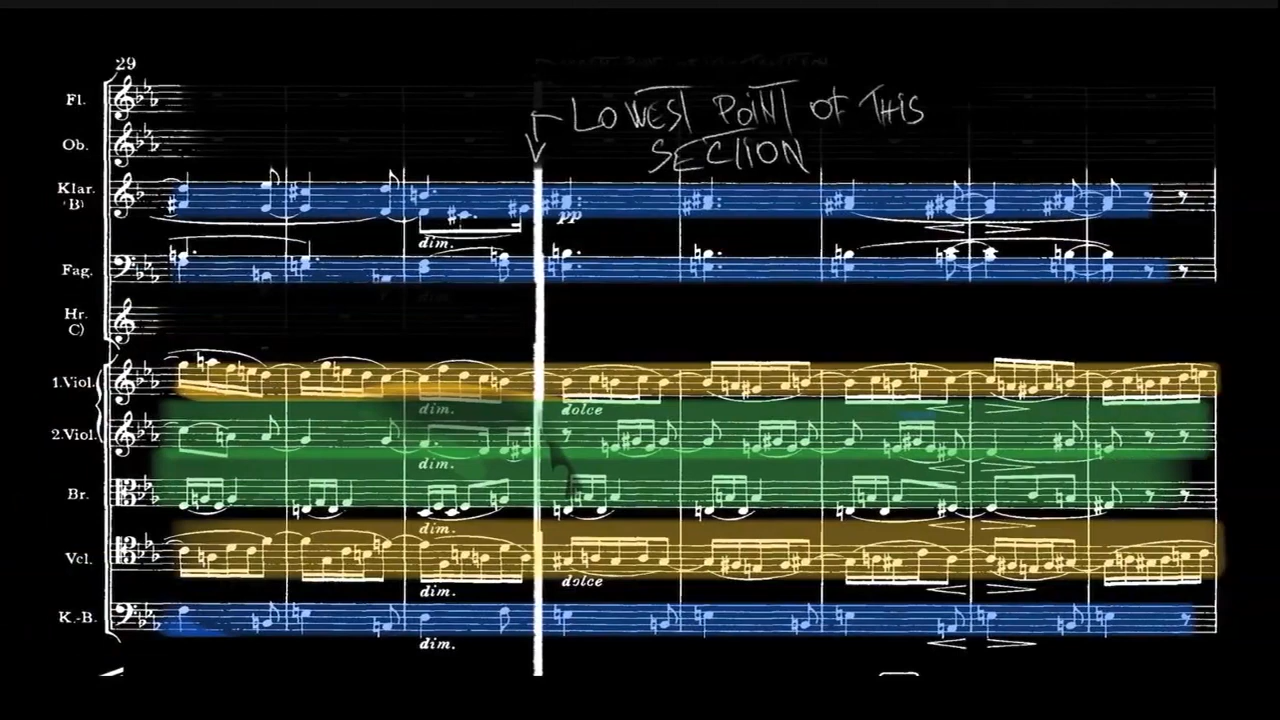 29
Fl.
LOWEST POINT OF THIS
Ob.
SECTION
Klar.
(B)
pp
dim.
Fag.
dim.
Hr.
C)
1.Viol.
dim.
dolce
2.Viol.
dim.
Br.
dim.
Vcl.
dolce
dim.
K.-B.
dim.